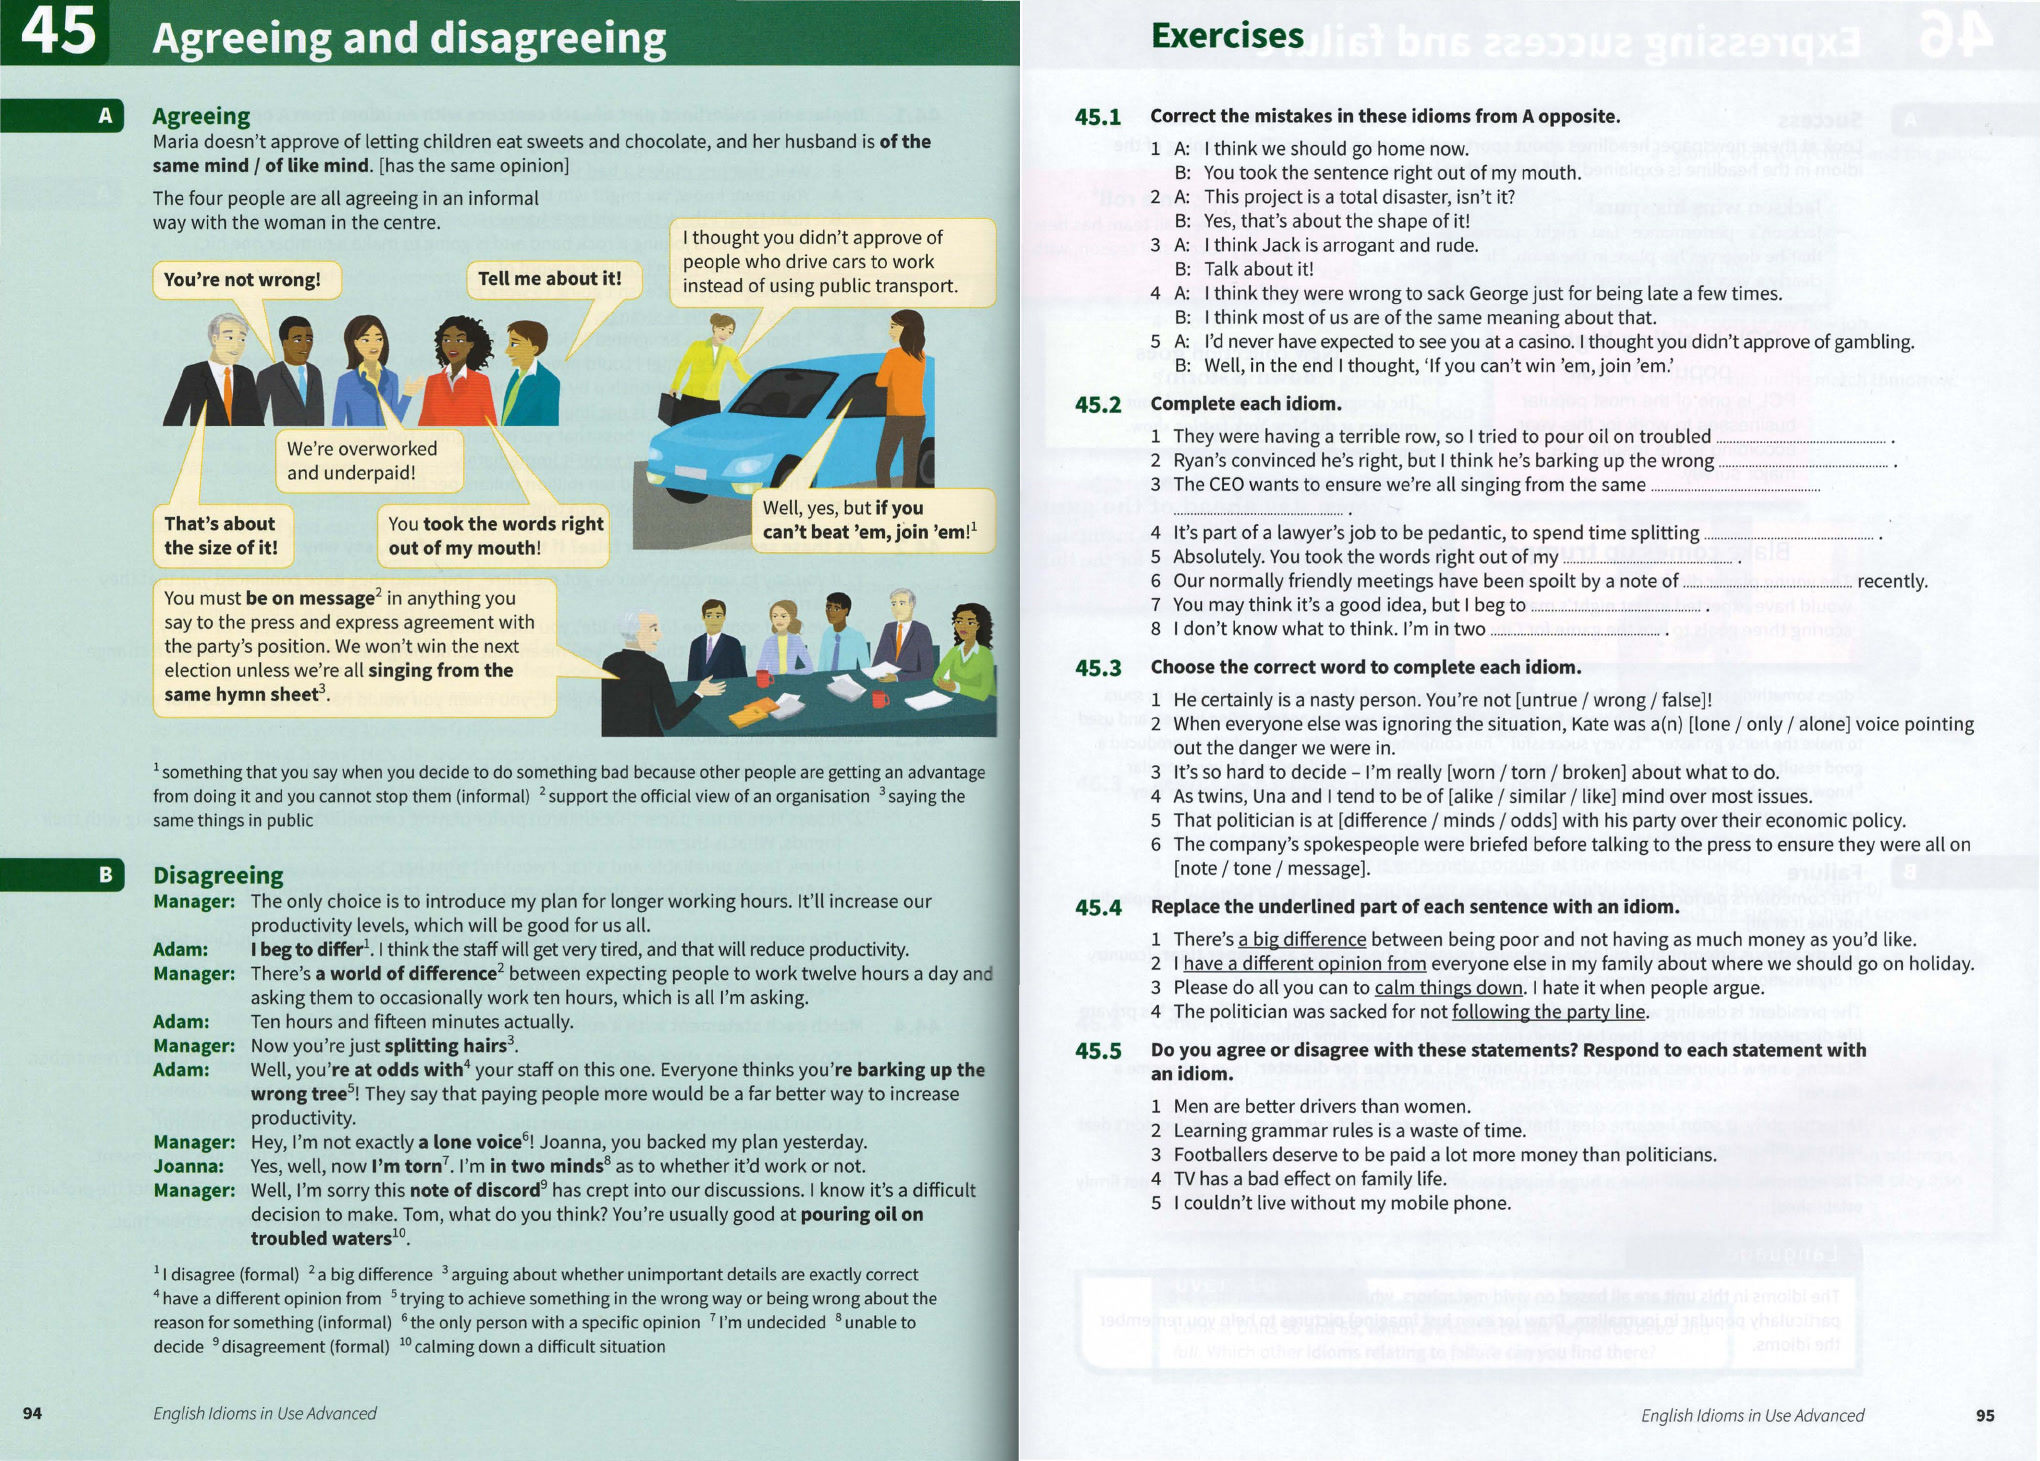 45 Agreeing and disagreeing
A Agreeing
Maria doesn't approve of letting children eat sweets and chocolate, and her husband is of the
same mind / of like mind. [has the same opinion]
The four people are all agreeing in an informal
way with the woman in the centre.
You're not wrong!
Tell me about it!
We're overworked
and underpaid!
That's about
the size of it!
You took the words right
out of my mouth!
I thought you didn't approve of
people who drive cars to work
instead of using public transport.
Well, yes, but if you
can't beat 'em, join 'em!¹
You must be on message² in anything you
say to the press and express agreement with
the party's position. We won't win the next
election unless we're all singing from the
same hymn sheet³.
¹ something that you say when you decide to do something bad because other people are getting an advantage
from doing it and you cannot stop them (informal) ² support the official view of an organisation ³ saying the
same things in public
B Disagreeing
Manager: The only choice is to introduce my plan for longer working hours. It'll increase our
productivity levels, which will be good for us all.
Adam: I beg to differ¹. I think the staff will get very tired, and that will reduce productivity.
Manager: There's a world of difference² between expecting people to work twelve hours a day and
asking them to occasionally work ten hours, which is all I'm asking.
Adam: Ten hours and fifteen minutes actually.
Manager: Now you're just splitting hairs³.
Adam: Well, you're at odds with⁴ your staff on this one. Everyone thinks you're barking up the
wrong tree⁵! They say that paying people more would be a far better way to increase
productivity.
Manager: Hey, I'm not exactly a lone voice⁶! Joanna, you backed my plan yesterday.
Joanna: Yes, well, now I'm torn⁷. I'm in two minds⁸ as to whether it'd work or not.
Manager: Well, I'm sorry this note of discord⁹ has crept into our discussions. I know it's a difficult
decision to make. Tom, what do you think? You're usually good at pouring oil on
troubled waters¹⁰.
¹ I disagree (formal) ² a big difference ³ arguing about whether unimportant details are exactly correct
⁴ have a different opinion from ⁵ trying to achieve something in the wrong way or being wrong about the
reason for something (informal) ⁶ the only person with a specific opinion ⁷ I'm undecided ⁸ unable to
decide ⁹ disagreement (formal) ¹⁰ calming down a difficult situation
94 English Idioms in Use Advanced
Exercises
45.1 Correct the mistakes in these idioms from A opposite.
1 A: I think we should go home now.
B: You took the sentence right out of my mouth.
2 A: This project is a total disaster, isn't it?
B: Yes, that's about the shape of it!
3 A: I think Jack is arrogant and rude.
B: Talk about it!
4 A: I think they were wrong to sack George just for being late a few times.
B: I think most of us are of the same meaning about that.
5 A: I'd never have expected to see you at a casino. I thought you didn't approve of gambling.
B: Well, in the end I thought, 'If you can't win 'em, join 'em.'
45.2 Complete each idiom.
1 They were having a terrible row, so I tried to pour oil on troubled .......... .
2 Ryan's convinced he's right, but I think he's barking up the wrong .......... .
3 The CEO wants to ensure we're all singing from the same ..........
.......... .
4 It's part of a lawyer's job to be pedantic, to spend time splitting .......... .
5 Absolutely. You took the words right out of my .......... .
6 Our normally friendly meetings have been spoilt by a note of .......... recently.
7 You may think it's a good idea, but I beg to .......... .
8 I don't know what to think. I'm in two .......... .
45.3 Choose the correct word to complete each idiom.
1 He certainly is a nasty person. You're not [untrue / wrong / false]!
2 When everyone else was ignoring the situation, Kate was a(n) [lone / only / alone] voice pointing
out the danger we were in.
3 It's so hard to decide – I'm really [worn / torn / broken] about what to do.
4 As twins, Una and I tend to be of [alike / similar / like] mind over most issues.
5 That politician is at [difference / minds / odds] with his party over their economic policy.
6 The company's spokespeople were briefed before talking to the press to ensure they were all on
[note / tone / message].
45.4 Replace the underlined part of each sentence with an idiom.
1 There's a big difference between being poor and not having as much money as you'd like.
2 I have a different opinion from everyone else in my family about where we should go on holiday.
3 Please do all you can to calm things down. I hate it when people argue.
4 The politician was sacked for not following the party line.
45.5 Do you agree or disagree with these statements? Respond to each statement with
an idiom.
1 Men are better drivers than women.
2 Learning grammar rules is a waste of time.
3 Footballers deserve to be paid a lot more money than politicians.
4 TV has a bad effect on family life.
5 I couldn't live without my mobile phone.
English Idioms in Use Advanced 95